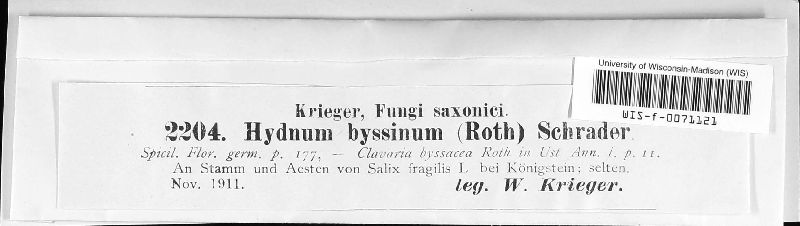 University of Wisconsin-Madison (WIS)
WIS-f-0071121
Krieger, Fungi saxonici.
2204. Hydnum byssinum (Roth) Schrader
Spicil. Flor. germ. p. 177, — Clavaria byssacea Roth in Ust Ann. I. p. 11.
An Stamm und Aesten von Salix fragilis L bei Königstein; selten.
Nov. 1911. leg. W. Krieger.